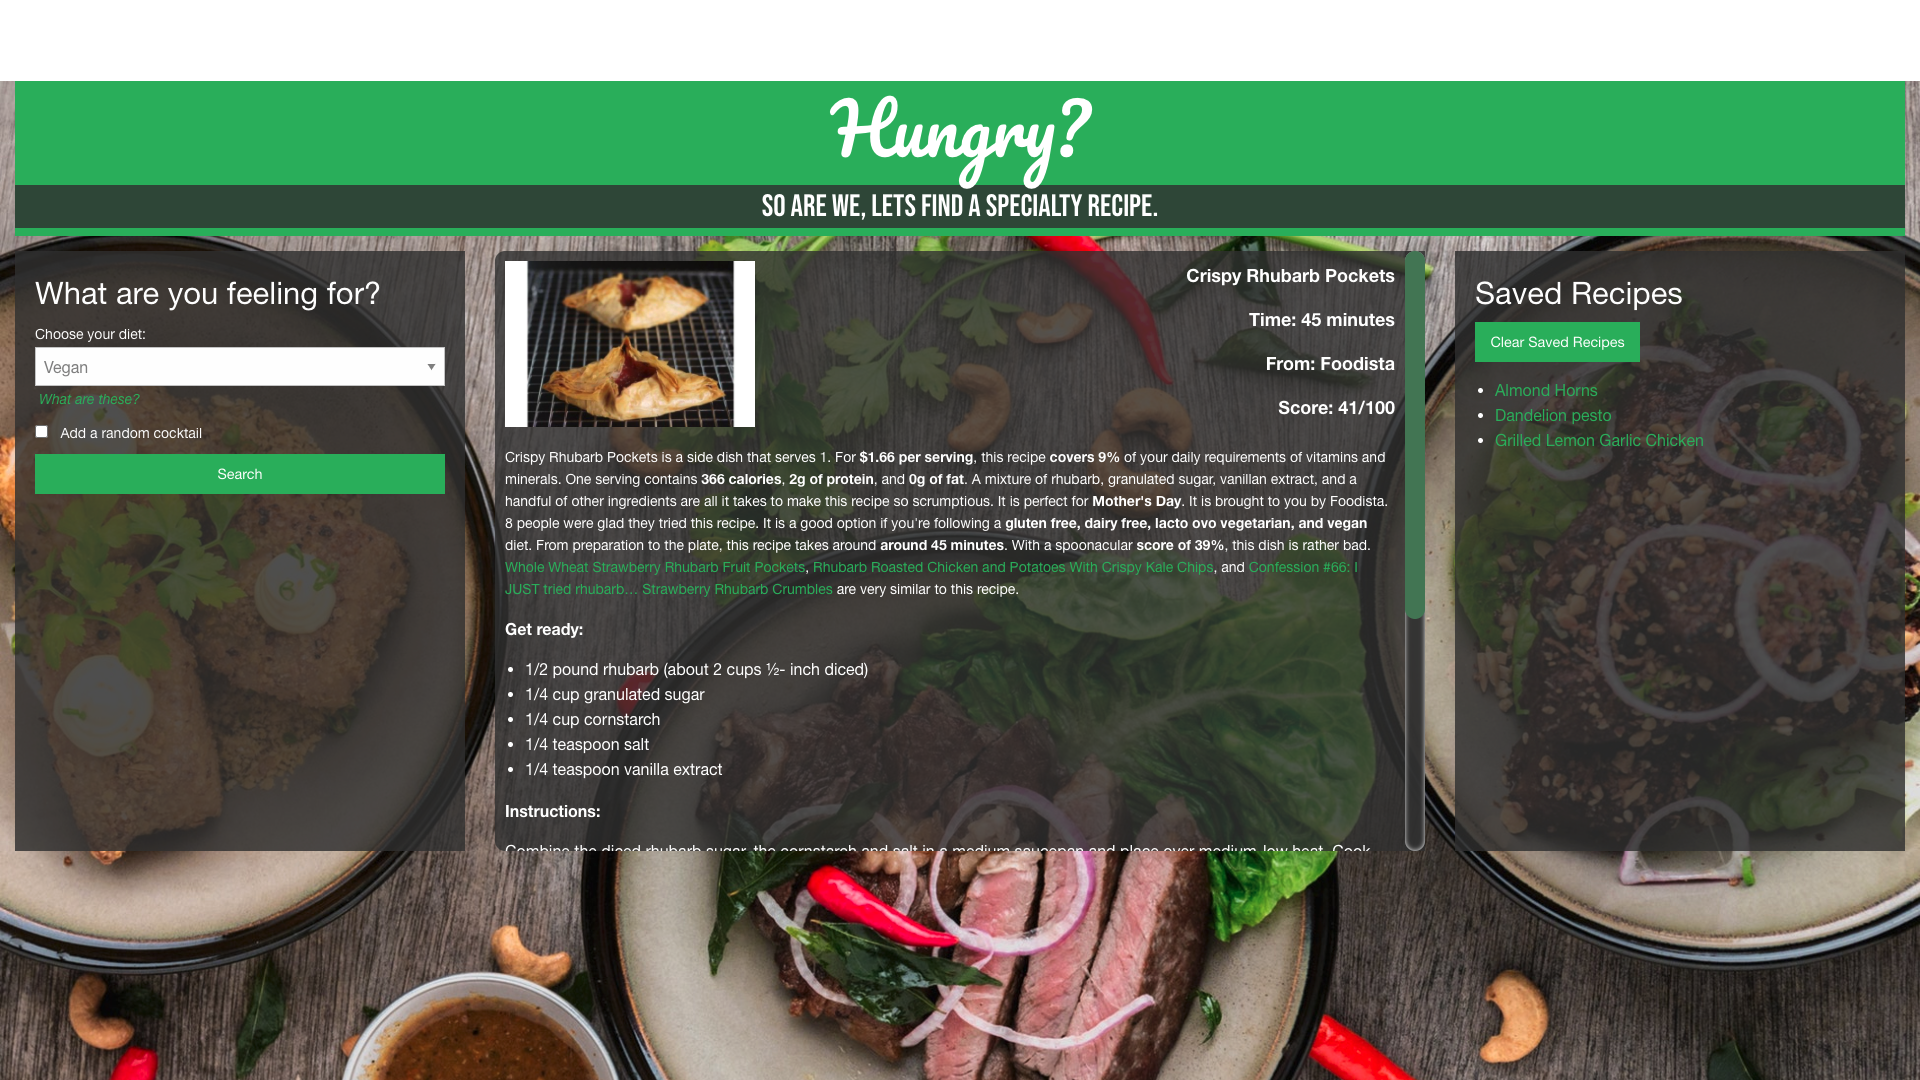 Hungry?
SO ARE WE, LETS FIND A SPECIALTY RECIPE.
What are you feeling for?
Choose your diet:
Vegan
What are these?
Add a random cocktail
Search
Crispy Rhubarb Pockets
Time: 45 minutes
From: Foodista
Score: 41/100
Crispy Rhubarb Pockets is a side dish that serves 1. For $1.66 per serving, this recipe covers 9% of your daily requirements of vitamins and
minerals. One serving contains 366 calories, 2g of protein, and 0g of fat. A mixture of rhubarb, granulated sugar, vanillan extract, and a
handful of other ingredients are all it takes to make this recipe so scrumptious. It is perfect for Mother's Day. It is brought to you by Foodista.
8 people were glad they tried this recipe. It is a good option if you're following a gluten free, dairy free, lacto ovo vegetarian, and vegan
diet. From preparation to the plate, this recipe takes around around 45 minutes. With a spoonacular score of 39%, this dish is rather bad.
Whole Wheat Strawberry Rhubarb Fruit Pockets, Rhubarb Roasted Chicken and Potatoes With Crispy Kale Chips, and Confession #66: I
JUST tried rhubarb... Strawberry Rhubarb Crumbles are very similar to this recipe.
Get ready:
1/2 pound rhubarb (about 2 cups ½- inch diced)
1/4 cup granulated sugar
1/4 cup cornstarch
1/4 teaspoon salt
1/4 teaspoon vanilla extract
Instructions:
Combine the diced rhubarb sugar, the cornstarch and salt in a medium saucepan and place over medium-low heat. Cook
Saved Recipes
Clear Saved Recipes
Almond Horns
Dandelion pesto
Grilled Lemon Garlic Chicken